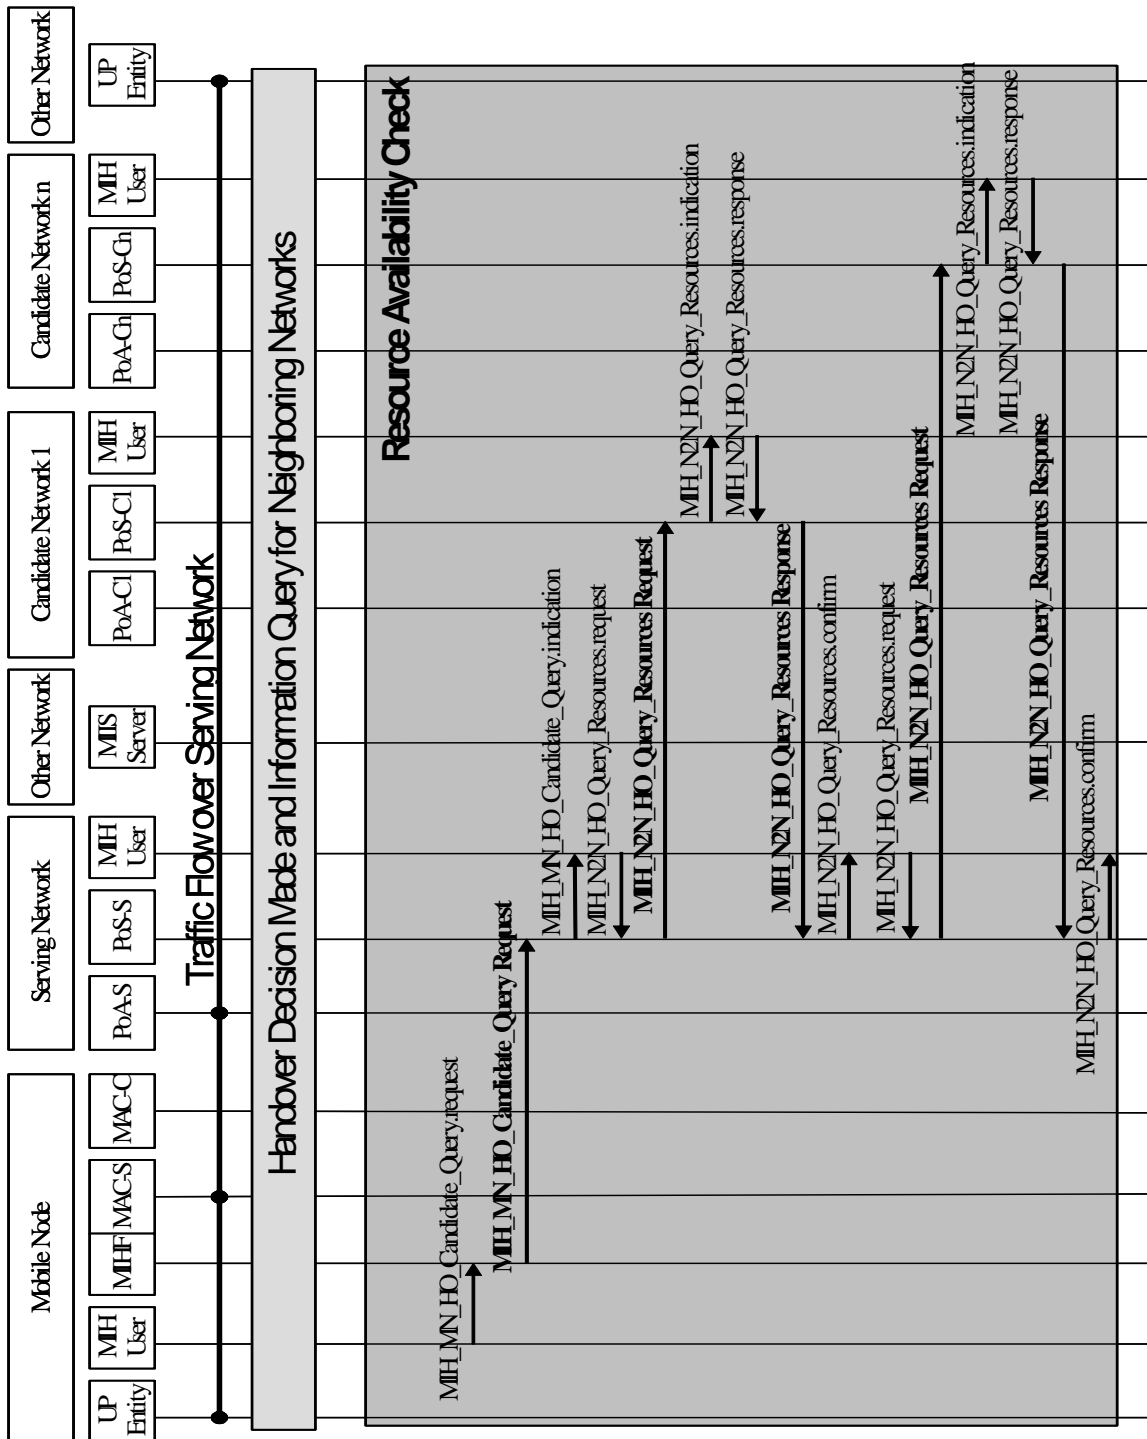 Mobile Node
Serving Network
Other Network
Candidate Network 1
Candidate Network n
Other Network
UP
Entity
MIH
User
MIHF
MAC-S
MAC-C
PoA-S
PoS-S
MIH
User
MIS
Server
PoA-C1
PoS-C1
MIH
User
PoA-Cn
PoS-Cn
MIH
User
UP
Entity
Traffic Flow over Serving Network
Handover Decision Made and Information Query for Neighboring Networks
Resource Availability Check
MIH_MN_HO_Candidate_Query.request
MIH_MN_HO_Candidate_Query Request
MIH_MN_HO_Candidate_Query.indication
MIH_N2N_HO_Query_Resources.request
MIH_N2N_HO_Query_Resources Request
MIH_N2N_HO_Query_Resources.indication
MIH_N2N_HO_Query_Resources.response
MIH_N2N_HO_Query_Resources Response
MIH_N2N_HO_Query_Resources.confirm
MIH_N2N_HO_Query_Resources.request
MIH_N2N_HO_Query_Resources Request
MIH_N2N_HO_Query_Resources.indication
MIH_N2N_HO_Query_Resources.response
MIH_N2N_HO_Query_Resources Response
MIH_N2N_HO_Query_Resources.confirm